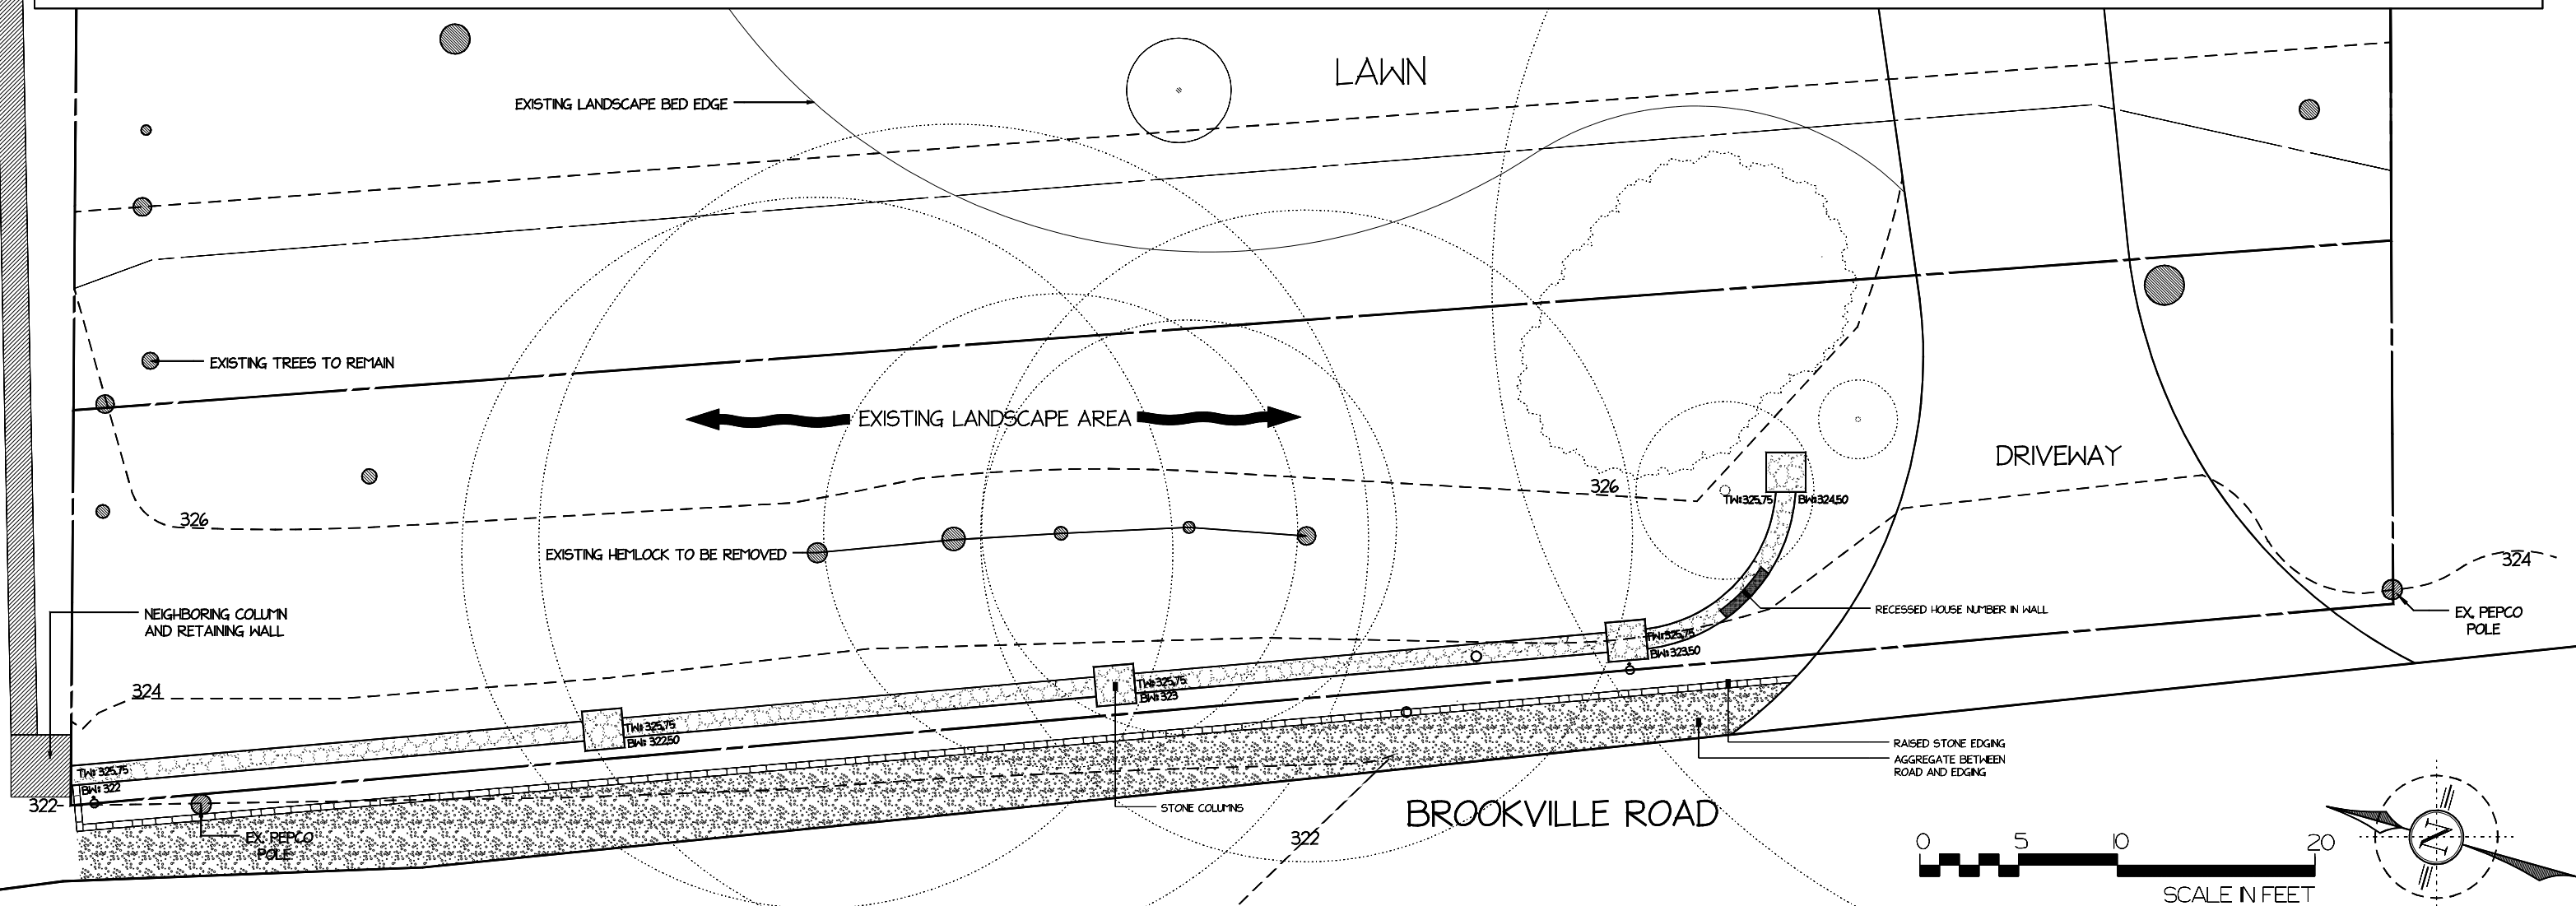 LAWN
EXISTING LANDSCAPE BED EDGE
EXISTING TREES TO REMAIN
EXISTING LANDSCAPE AREA
DRIVEWAY
326
326
TW: 325.75
BW: 324.50
EXISTING HEMLOCK TO BE REMOVED
324
NEIGHBORING COLUMN
AND RETAINING WALL
RECESSED HOUSE NUMBER IN WALL
EX. PEPCO
POLE
TW: 325.75
BW: 323.50
324
TW: 325.75
BW: 323
TW: 325.75
BW: 322.50
RAISED STONE EDGING
AGGREGATE BETWEEN
ROAD AND EDGING
TW: 325.75
BW: 322
322
STONE COLUMNS
BROOKVILLE ROAD
EX. PEPCO
POLE
322
0 5 10 20
SCALE IN FEET
N